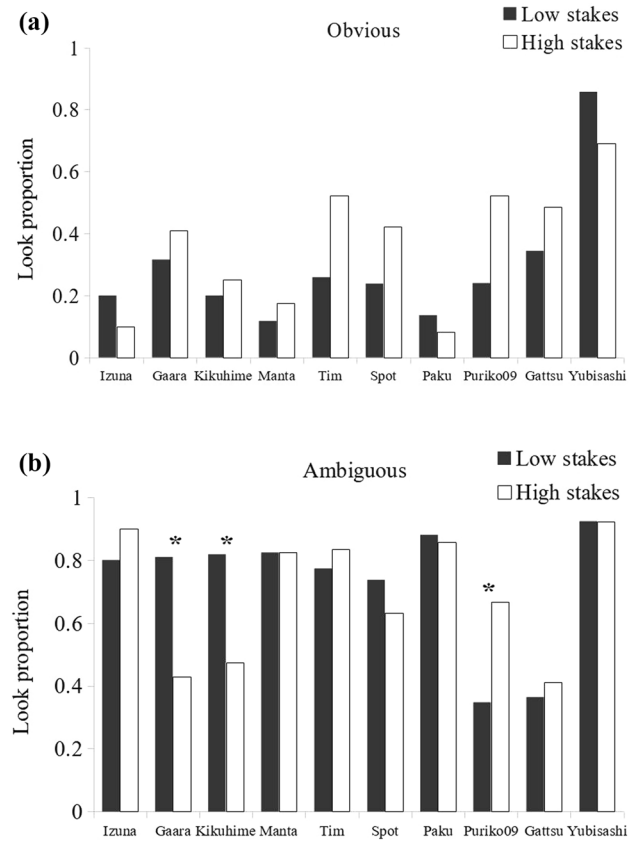 (a)
Obvious
Low stakes
High stakes
Look proportion
1
0.8
0.6
0.4
0.2
0
Izuna Gaara Kikuhime Manta Tim Spot Paku Puriko09 Gattsu Yubisashi
(b)
Ambiguous
Low stakes
High stakes
Look proportion
1
0.8
0.6
0.4
0.2
0
* * *
Izuna Gaara Kikuhime Manta Tim Spot Paku Puriko09 Gattsu Yubisashi